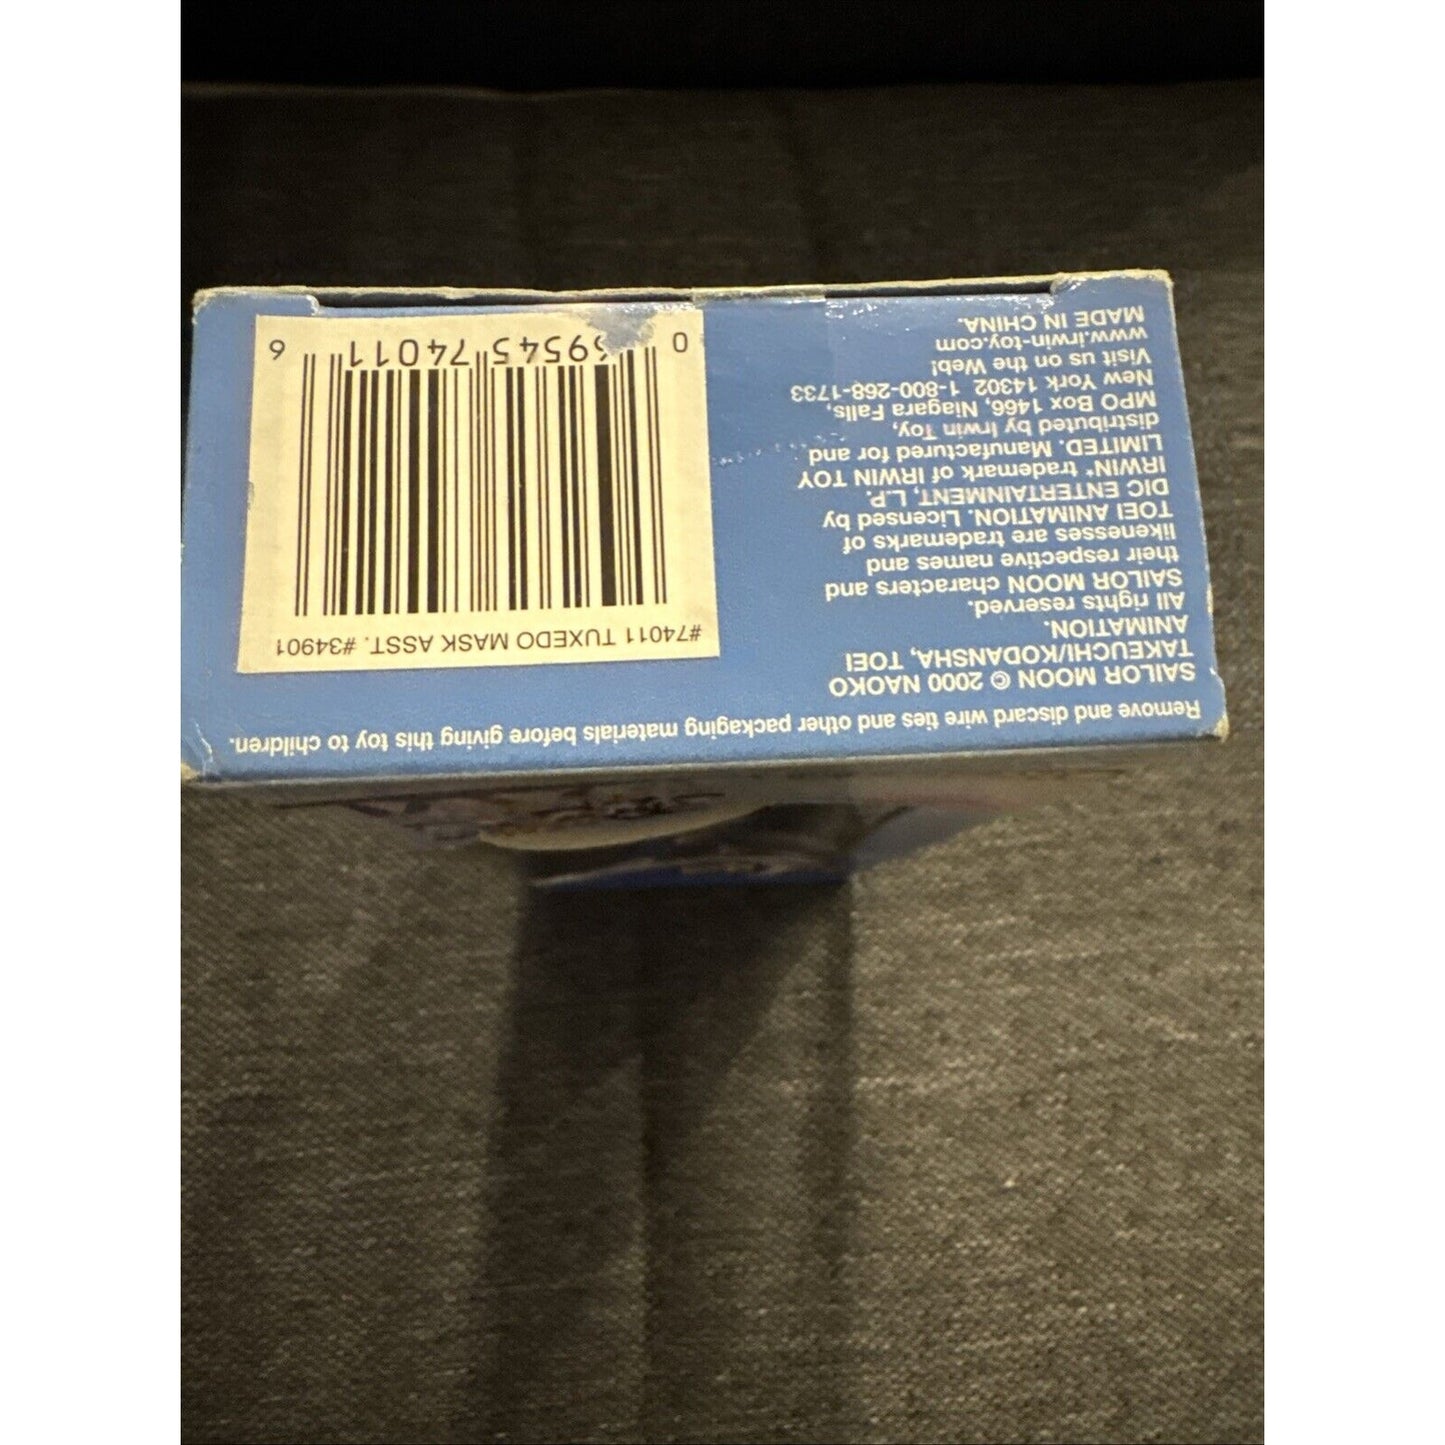 Remove and discard wire ties and other packaging materials before giving this toy to children.
SAILOR MOON © 2000 NAOKO
TAKEUCHI/KODANSHA, TOEI
ANIMATION.
All rights reserved.
SAILOR MOON characters and
their respective names and
likenesses are trademarks of
TOEI ANIMATION. Licensed by
DIC ENTERTAINMENT, L.P.
IRWIN* trademark of IRWIN TOY
LIMITED. Manufactured for and
distributed by Irwin Toy,
MPO Box 1466, Niagara Falls,
New York 14302 1-800-268-1733
Visit us on the Web!
www.irwin-toy.com
MADE IN CHINA.
#74011 TUXEDO MASK ASST. #34901
0 69545 74011 6